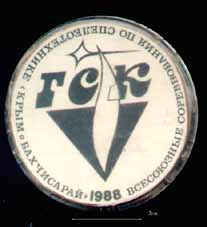 ГСК
ВСЕСОЮЗНЫЕ СОРЕВНОВАНИЯ ПО СПЕЛЕОТЕХНИКЕ «КРЫМ» БАХЧИСАРАЙ 1988